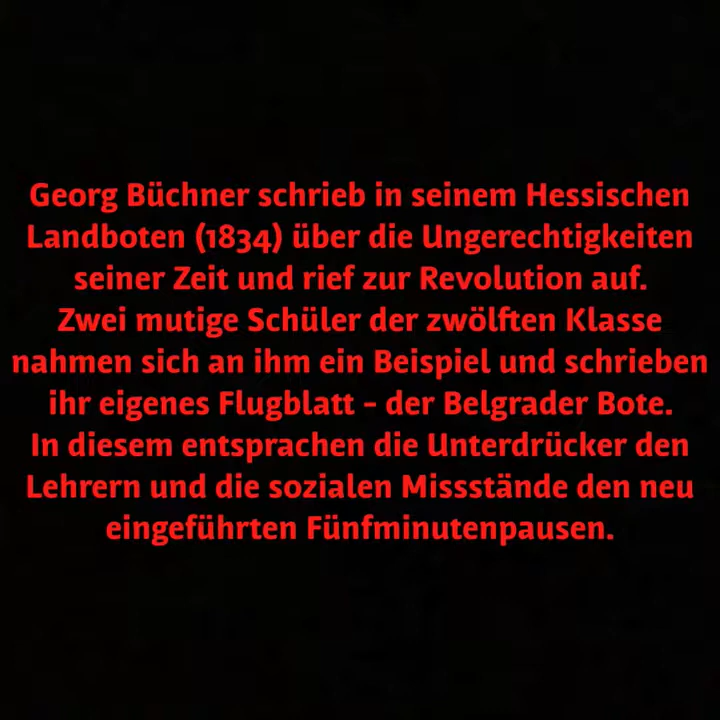 Georg Büchner schrieb in seinem Hessischen
Landboten (1834) über die Ungerechtigkeiten
seiner Zeit und rief zur Revolution auf.
Zwei mutige Schüler der zwölften Klasse
nahmen sich an ihm ein Beispiel und schrieben
ihr eigenes Flugblatt - der Belgrader Bote.
In diesem entsprachen die Unterdrücker den
Lehrern und die sozialen Missstände den neu
eingeführten Fünfminutenpausen.